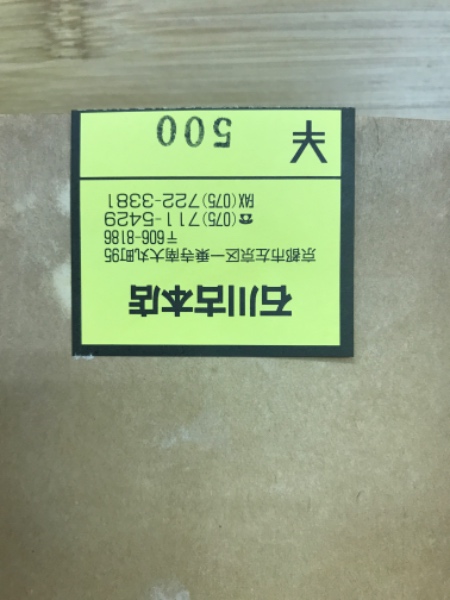 石川古本店
京都市左京区一乗寺南大丸町95
〒606-8186
☎(075)711-5429
FAX(075)722-3381
¥ 500